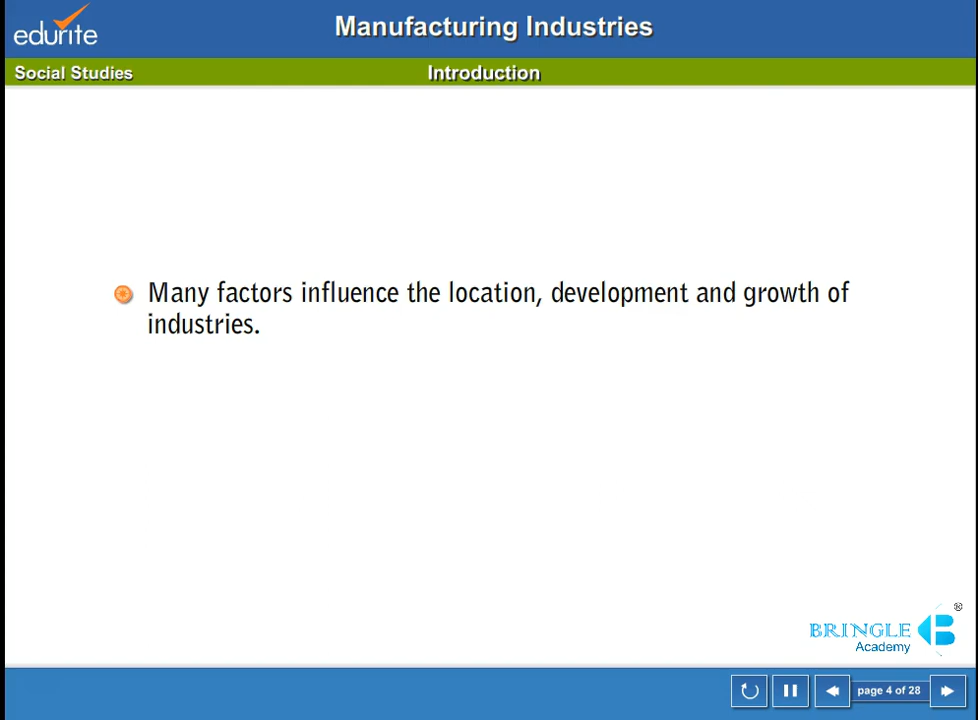 edurite
Manufacturing Industries
Social Studies
Introduction
Many factors influence the location, development and growth of
industries.
®
BRINGLE
Academy
page 4 of 28